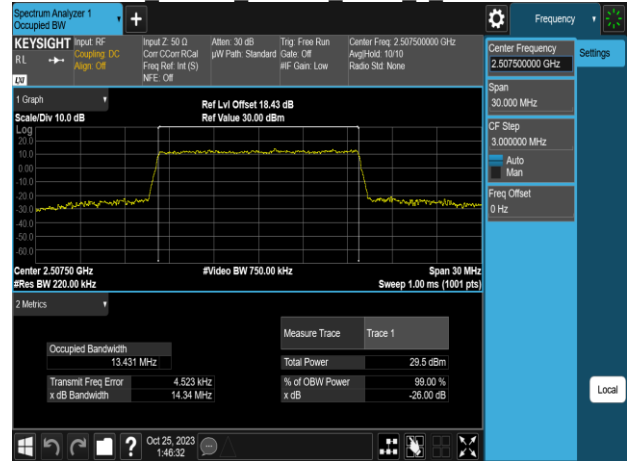 Spectrum Analyzer 1
Occupied BW
Frequency
KEYSIGHT
RL
LXI
Input: RF
Coupling: DC
Align: Off
Input Z: 50 Ω
Corr CCorr RCal
Freq Ref: Int (S)
NFE: Off
Atten: 30 dB
µW Path: Standard
Trig: Free Run
Gate: Off
#IF Gain: Low
Center Freq: 2.507500000 GHz
Avg|Hold: 10/10
Radio Std: None
Center Frequency
2.507500000 GHz
Settings
Span
30.000 MHz
CF Step
3.000000 MHz
Auto
Man
Freq Offset
0 Hz
Local
1 Graph
Scale/Div 10.0 dB
Ref Lvl Offset 18.43 dB
Ref Value 30.00 dBm
Log
20.0
10.0
0.00
-10.0
-20.0
-30.0
-40.0
-50.0
-60.0
Center 2.50750 GHz
#Video BW 750.00 kHz
Span 30 MHz
#Res BW 220.00 kHz
Sweep 1.00 ms (1001 pts)
2 Metrics
Measure Trace
Trace 1
Occupied Bandwidth
13.431 MHz
Total Power
29.5 dBm
Transmit Freq Error
4.523 kHz
% of OBW Power
99.00 %
x dB Bandwidth
14.34 MHz
x dB
-26.00 dB
?
Oct 25, 2023
1:46:32